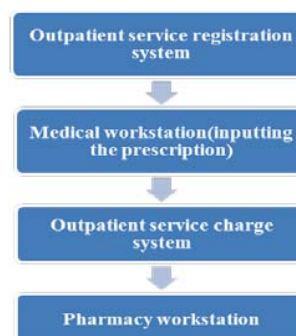 Outpatient service registration
system
Medical workstation(inputting
the prescription)
Outpatient service charge
system
Pharmacy workstation